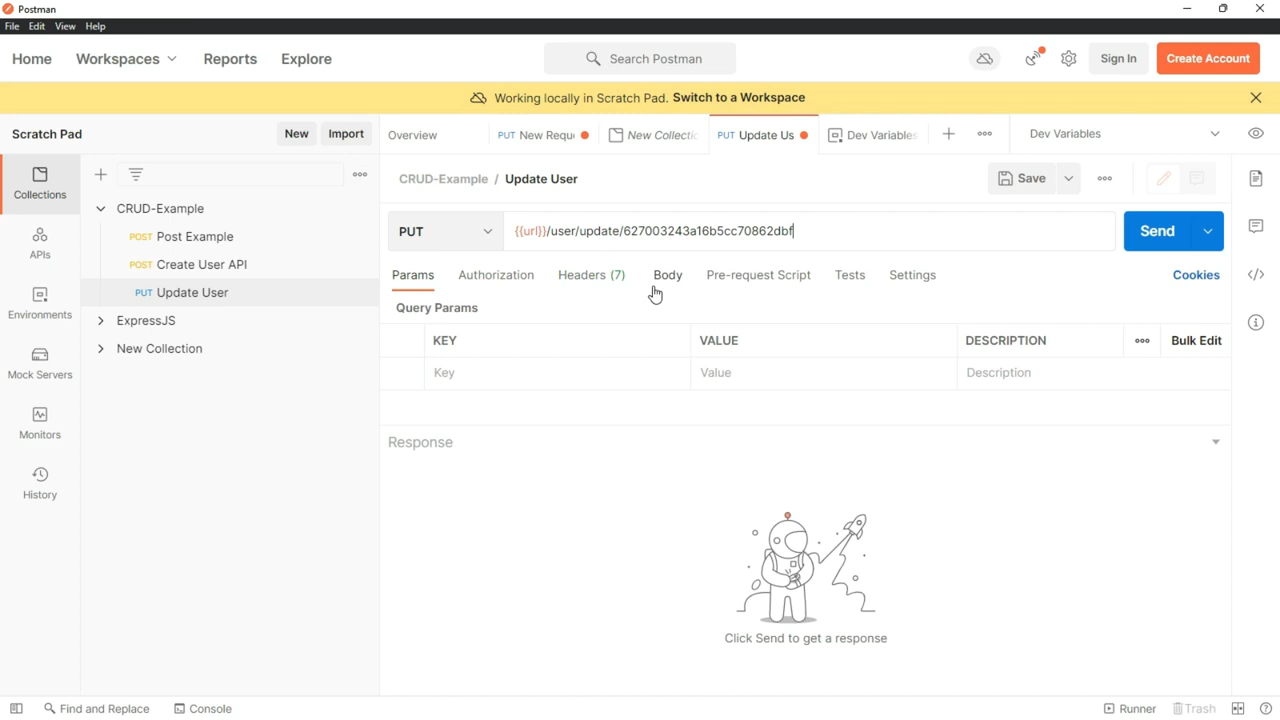 Postman
File Edit View Help
Home Workspaces Reports Explore Search Postman Sign In Create Account
Working locally in Scratch Pad. Switch to a Workspace
Scratch Pad New Import Overview PUT New Requ New Collectic PUT Update Us Dev Variables Dev Variables
Collections
APIs
Environments
Mock Servers
Monitors
History
CRUD-Example
POST Post Example
POST Create User API
PUT Update User
ExpressJS
New Collection
CRUD-Example / Update User Save
PUT {{url}}/user/update/627003243a16b5cc70862dbf Send
Params Authorization Headers (7) Body Pre-request Script Tests Settings Cookies
Query Params
KEY VALUE DESCRIPTION Bulk Edit
Key Value Description
Response
Click Send to get a response
Find and Replace Console Runner Trash